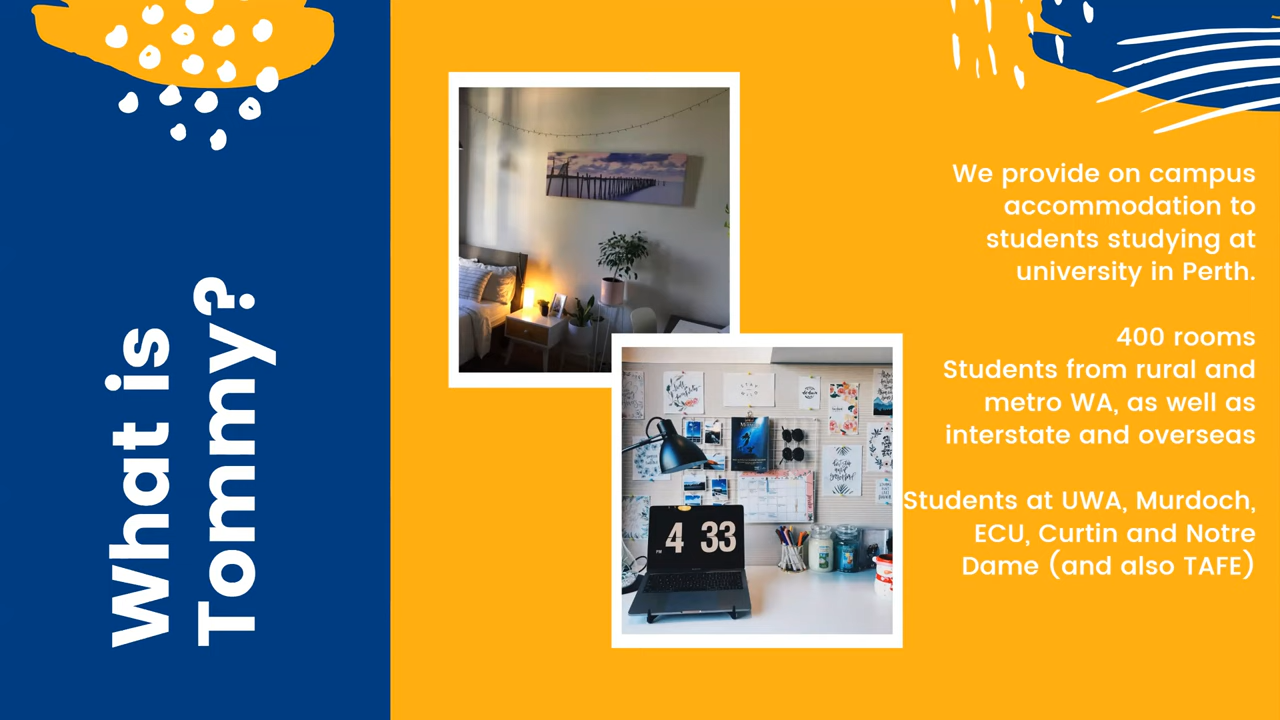 What is
Tommy?
We provide on campus
accommodation to
students studying at
university in Perth.
400 rooms
Students from rural and
metro WA, as well as
interstate and overseas
Students at UWA, Murdoch,
ECU, Curtin and Notre
Dame (and also TAFE)
PM 4 33